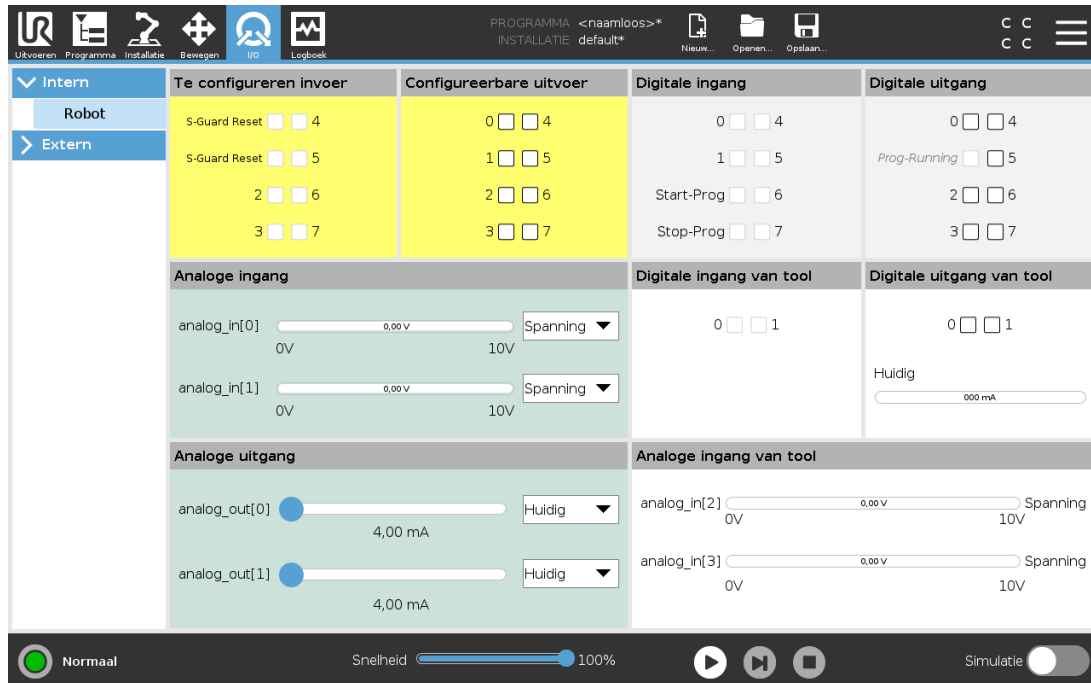 PROGRAMMA <naamloos>*
INSTALLATIE default*
C C
C C
Uitvoeren Programma Installatie Bewegen I/O Logboek Nieuw... Openen... Opslaan...
Intern
Robot
Extern
Te configureren invoer
S-Guard Reset 4
S-Guard Reset 5
2 6
3 7
Configureerbare uitvoer
0 4
1 5
2 6
3 7
Digitale ingang
0 4
1 5
Start-Prog 6
Stop-Prog 7
Digitale uitgang
0 4
Prog-Running 5
2 6
3 7
Analoge ingang
analog_in[0] 0,00 V Spanning
0V 10V
analog_in[1] 0,00 V Spanning
0V 10V
Digitale ingang van tool
0 1
Digitale uitgang van tool
0 1
Huidig
000 mA
Analoge uitgang
analog_out[0] Huidig
4,00 mA
analog_out[1] Huidig
4,00 mA
Analoge ingang van tool
analog_in[2] 0,00 V Spanning
0V 10V
analog_in[3] 0,00 V Spanning
0V 10V
Normaal Snelheid 100% Simulatie